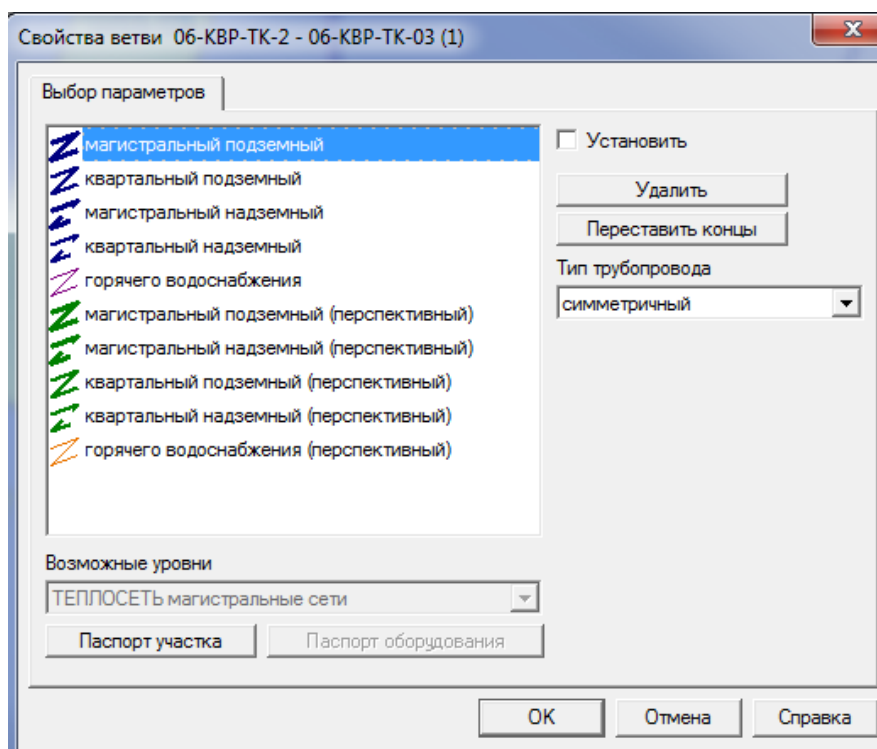 Свойства ветви 06-КВР-ТК-2 - 06-КВР-ТК-03 (1)
Выбор параметров
магистральный подземный
квартальный подземный
магистральный надземный
квартальный надземный
горячего водоснабжения
магистральный подземный (перспективный)
магистральный надземный (перспективный)
квартальный подземный (перспективный)
квартальный надземный (перспективный)
горячего водоснабжения (перспективный)
Установить
Удалить
Переставить концы
Тип трубопровода
симметричный
Возможные уровни
ТЕПЛОСЕТЬ магистральные сети
Паспорт участка
Паспорт оборудования
OK
Отмена
Справка